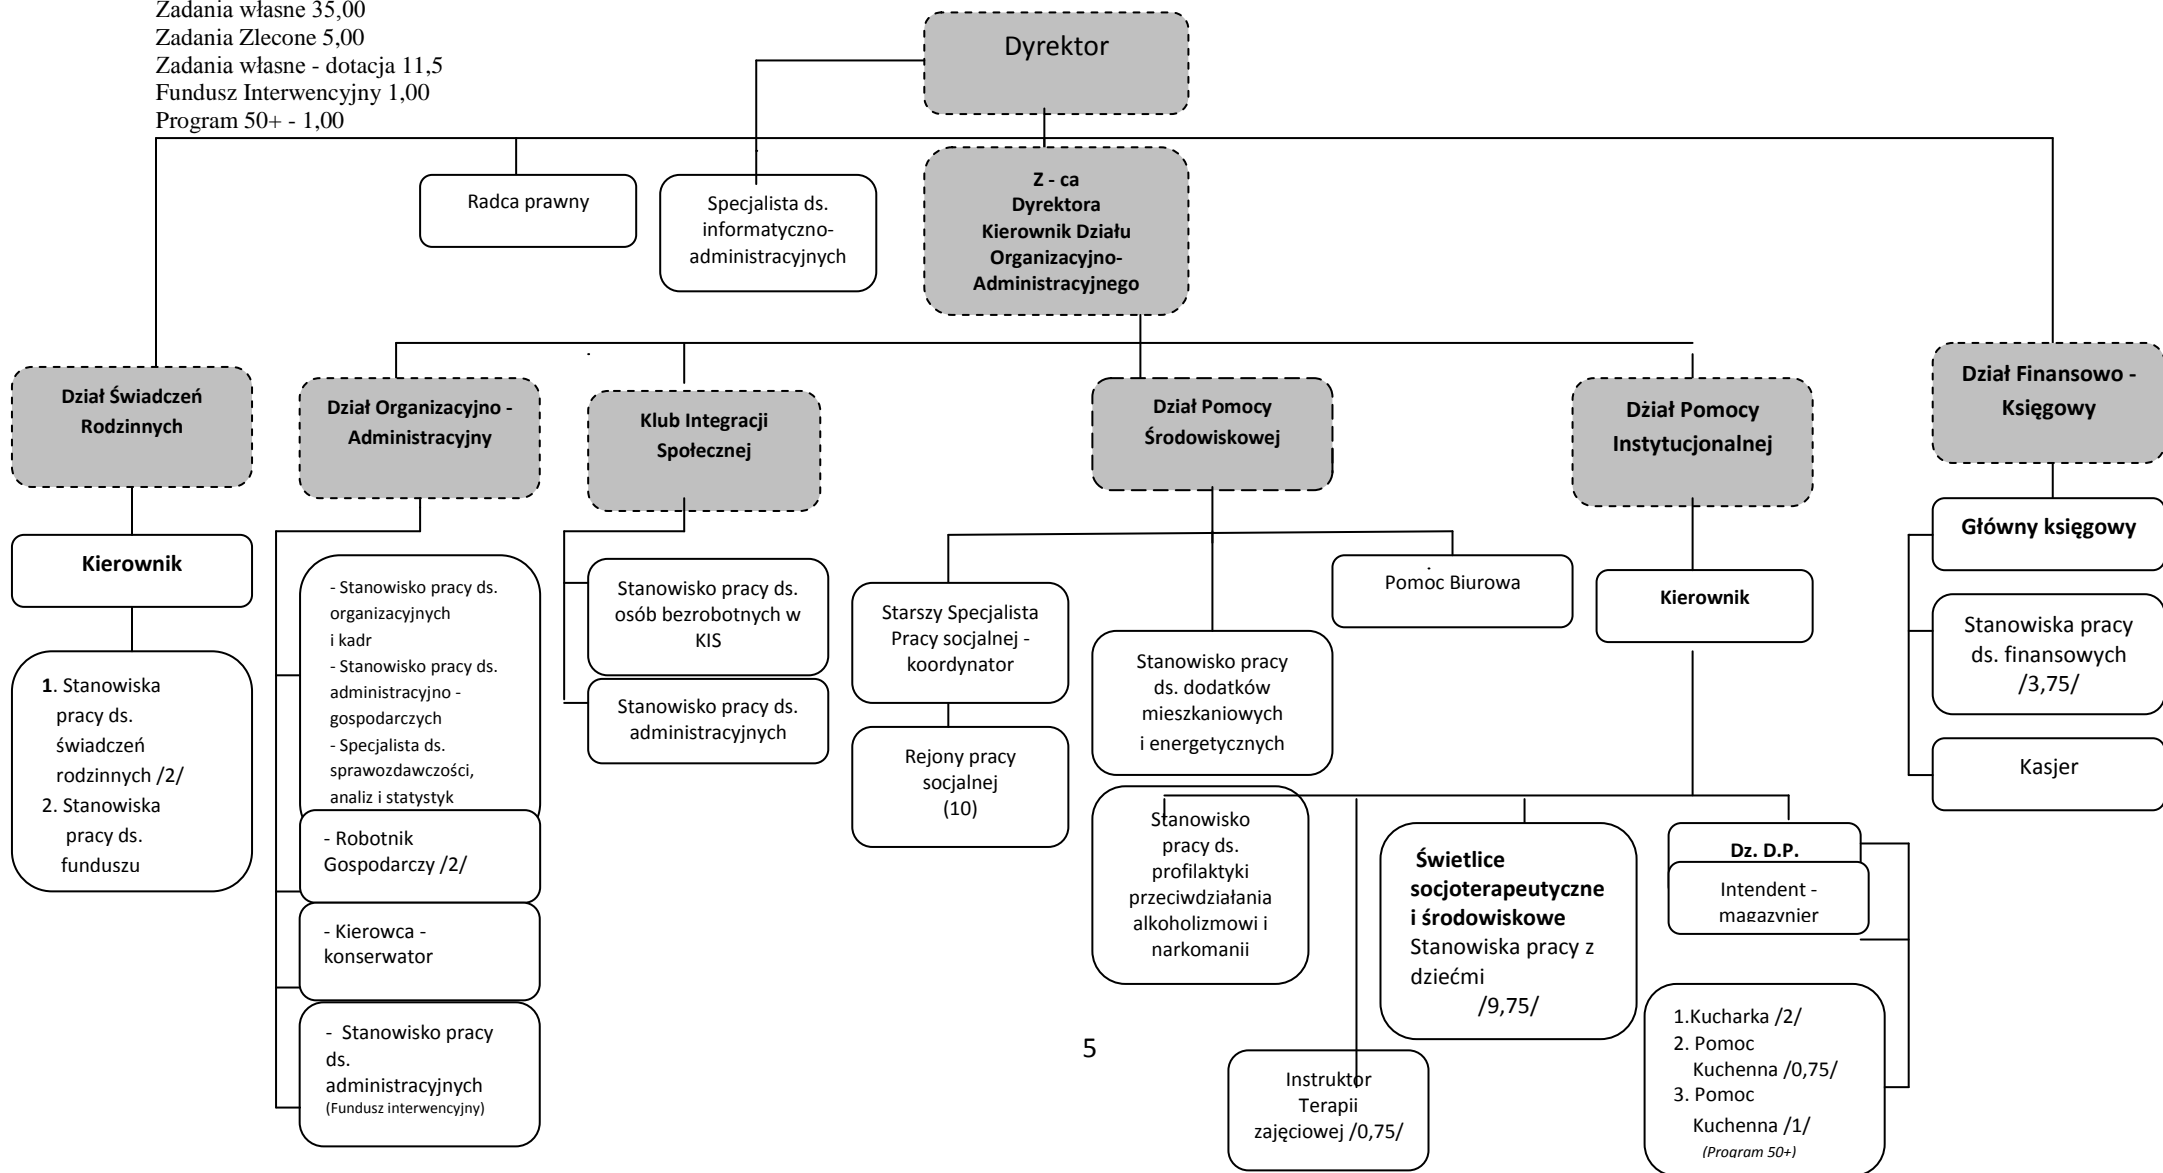 Zadania własne 35,00
Zadania Zlecone 5,00
Zadania własne - dotacja 11,5
Fundusz Interwencyjny 1,00
Program 50+ - 1,00
Dyrektor
Radca prawny
Specjalista ds.
informatyczno-
administracyjnych
Z - ca
Dyrektora
Kierownik Działu
Organizacyjno-
Administracyjnego
Dział Świadczeń
Rodzinnych
Kierownik
1. Stanowiska
pracy ds.
świadczeń
rodzinnych /2/
2. Stanowiska
pracy ds.
funduszu
Dział Organizacyjno -
Administracyjny
- Stanowisko pracy ds.
organizacyjnych
i kadr
- Stanowisko pracy ds.
administracyjno -
gospodarczych
- Specjalista ds.
sprawozdawczości,
analiz i statystyk
- Robotnik
Gospodarczy /2/
- Kierowca -
konserwator
- Stanowisko pracy
ds.
administracyjnych
(Fundusz interwencyjny)
Klub Integracji
Społecznej
Stanowisko pracy ds.
osób bezrobotnych w
KIS
Stanowisko pracy ds.
administracyjnych
Dział Pomocy
Środowiskowej
Starszy Specjalista
Pracy socjalnej -
koordynator
Rejony pracy
socjalnej
(10)
Stanowisko pracy
ds. dodatków
mieszkaniowych
i energetycznych
Pomoc Biurowa
Dział Pomocy
Instytucjonalnej
Kierownik
Stanowisko
pracy ds.
profilaktyki
przeciwdziałania
alkoholizmowi i
narkomanii
Instruktor
Terapii
zajęciowej /0,75/
Świetlice
socjoterapeutyczne
i środowiskowe
Stanowiska pracy z
dziećmi
/9,75/
Dz. D.P.
Intendent -
magazynier
1.Kucharka /2/
2. Pomoc
Kuchenna /0,75/
3. Pomoc
Kuchenna /1/
(Program 50+)
Dział Finansowo -
Księgowy
Główny księgowy
Stanowiska pracy
ds. finansowych
/3,75/
Kasjer
5